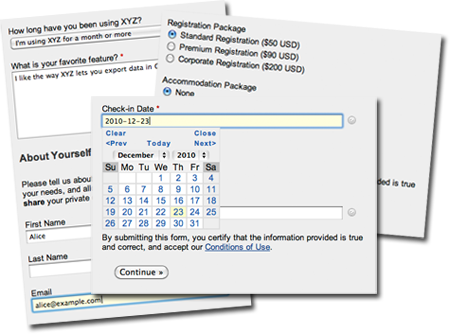 How long have you been using XYZ?
I'm using XYZ for a month or more
What is your favorite feature? *
I like the way XYZ lets you export data in C
About Yourself
Please tell us about
your needs, and all
share your private
First Name
Alice
Last Name
Email
alice@example.com
Registration Package
Standard Registration ($50 USD)
Premium Registration ($90 USD)
Corporate Registration ($200 USD)
Accommodation Package
None
ed is true
Check-in Date *
2010-12-23
Clear Close
<Prev Today Next>
December 2010
Su Mo Tu We Th Fr Sa
1 2 3 4
5 6 7 8 9 10 11
12 13 14 15 16 17 18
19 20 21 22 23 24 25
26 27 28 29 30 31
By submitting this form, you certify that the information provided is true
and correct, and accept our Conditions of Use.
Continue »